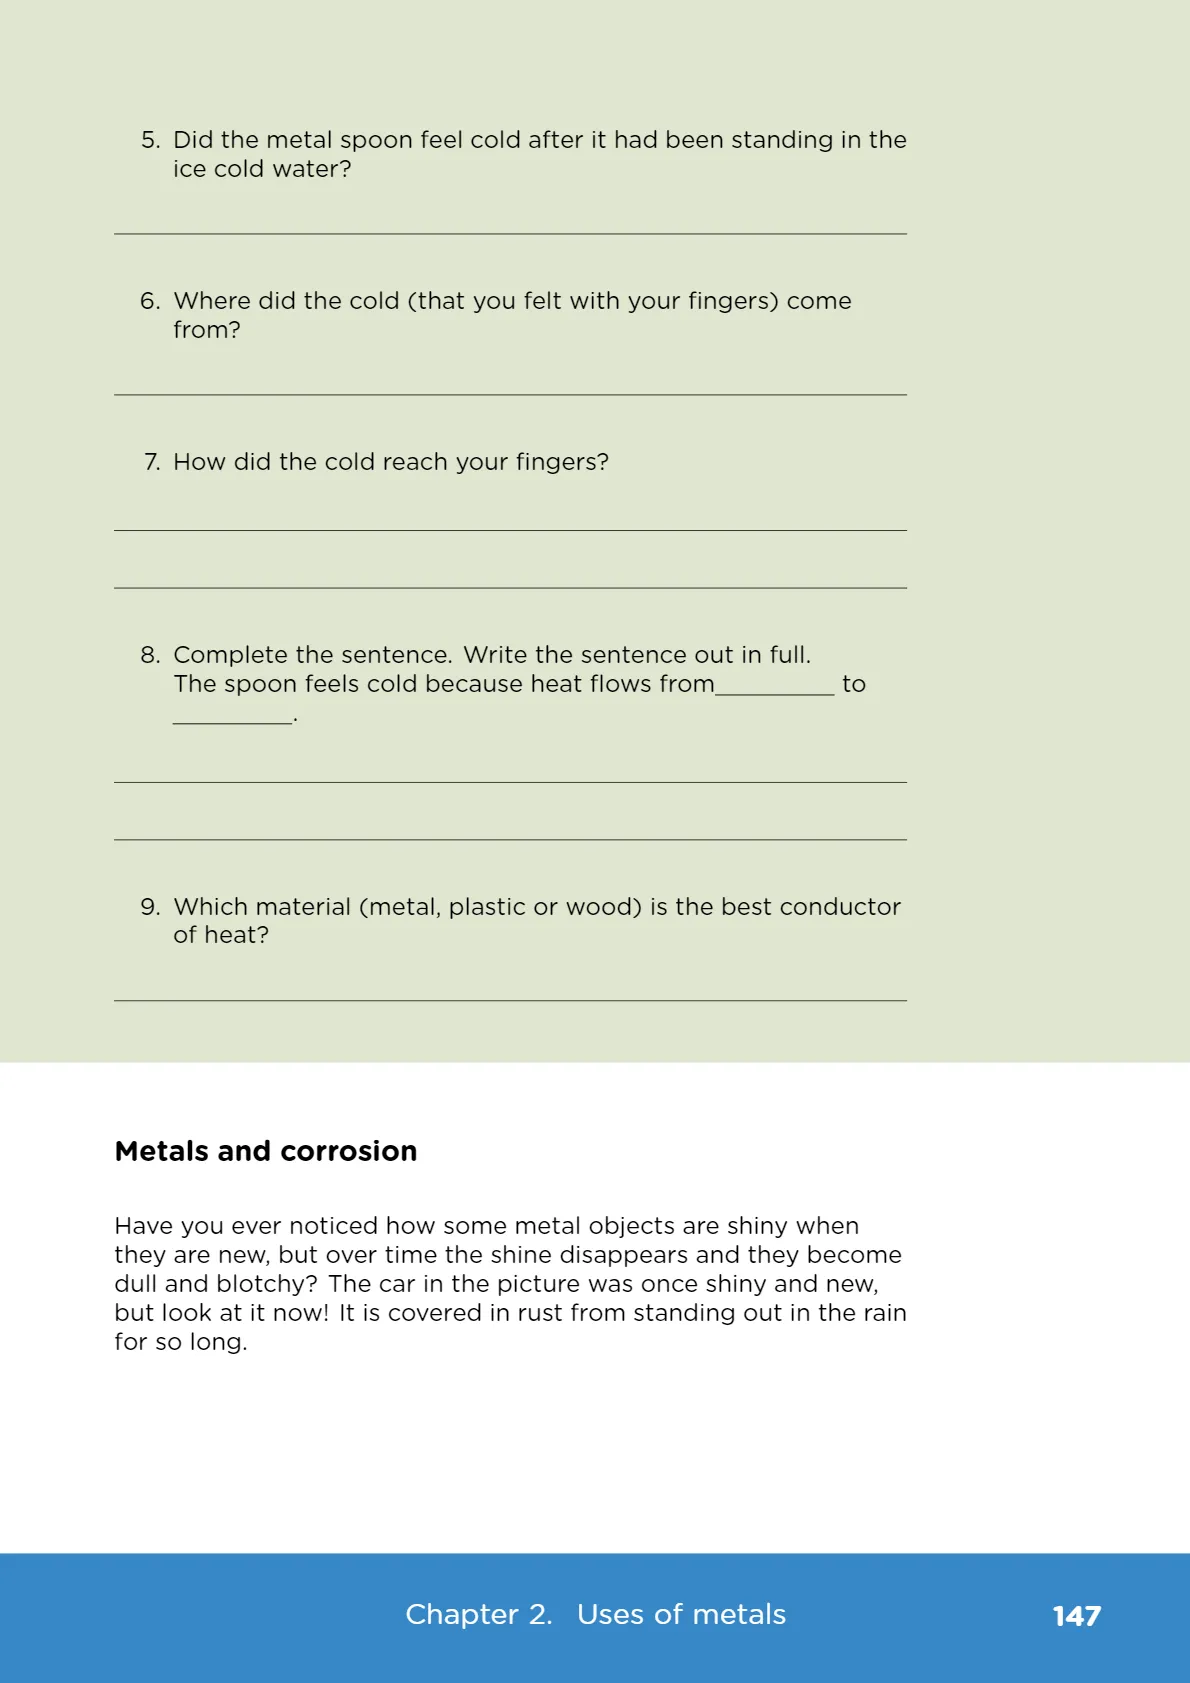 5. Did the metal spoon feel cold after it had been standing in the
ice cold water?
6. Where did the cold (that you felt with your fingers) come
from?
7. How did the cold reach your fingers?
8. Complete the sentence. Write the sentence out in full.
The spoon feels cold because heat flows from_________ to
_________.
9. Which material (metal, plastic or wood) is the best conductor
of heat?
Metals and corrosion
Have you ever noticed how some metal objects are shiny when
they are new, but over time the shine disappears and they become
dull and blotchy? The car in the picture was once shiny and new,
but look at it now! It is covered in rust from standing out in the rain
for so long.
Chapter 2. Uses of metals 147